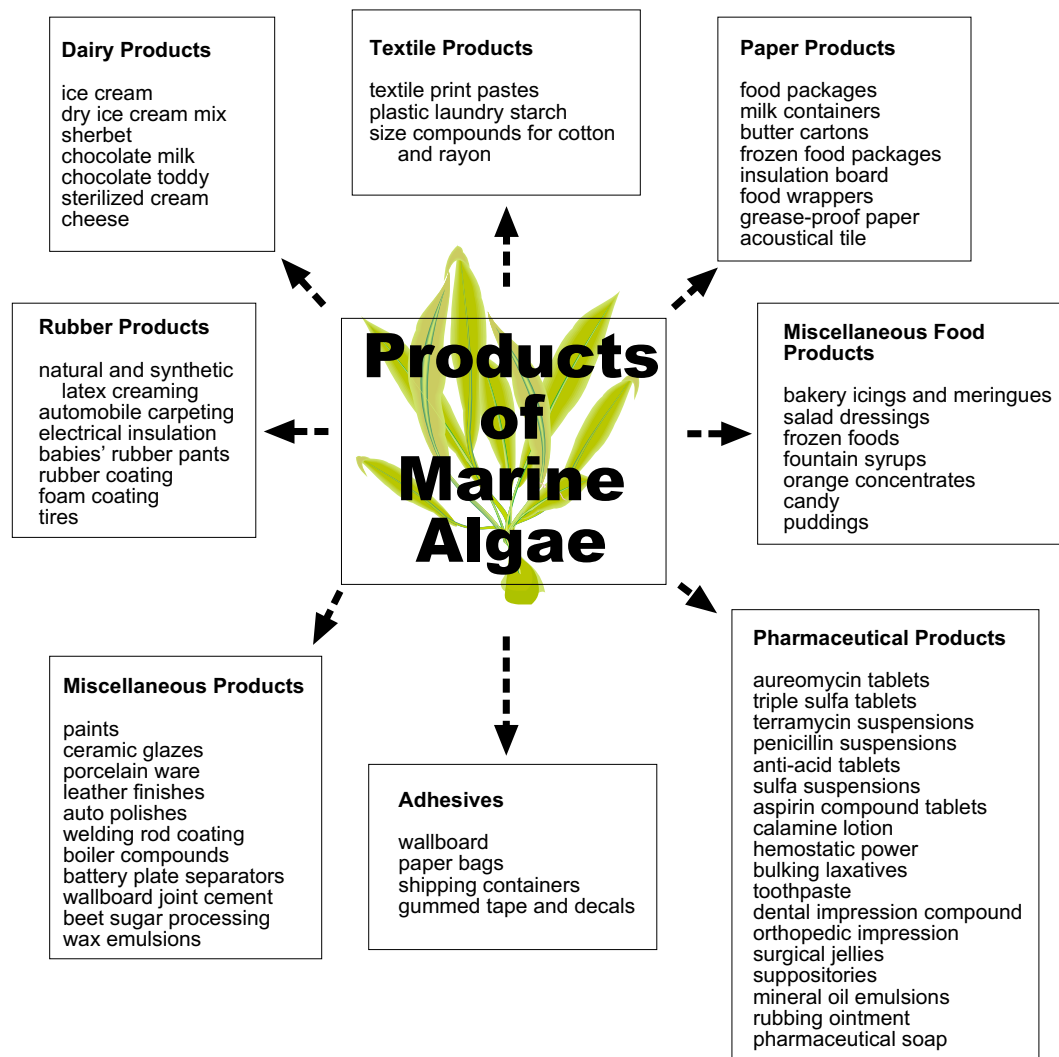 Dairy Products
ice cream
dry ice cream mix
sherbet
chocolate milk
chocolate toddy
sterilized cream
cheese
Textile Products
textile print pastes
plastic laundry starch
size compounds for cotton
and rayon
Paper Products
food packages
milk containers
butter cartons
frozen food packages
insulation board
food wrappers
grease-proof paper
acoustical tile
Rubber Products
natural and synthetic
latex creaming
automobile carpeting
electrical insulation
babies’ rubber pants
rubber coating
foam coating
tires
Products
of
Marine
Algae
Miscellaneous Food
Products
bakery icings and meringues
salad dressings
frozen foods
fountain syrups
orange concentrates
candy
puddings
Miscellaneous Products
paints
ceramic glazes
porcelain ware
leather finishes
auto polishes
welding rod coating
boiler compounds
battery plate separators
wallboard joint cement
beet sugar processing
wax emulsions
Adhesives
wallboard
paper bags
shipping containers
gummed tape and decals
Pharmaceutical Products
aureomycin tablets
triple sulfa tablets
terramycin suspensions
penicillin suspensions
anti-acid tablets
sulfa suspensions
aspirin compound tablets
calamine lotion
hemostatic power
bulking laxatives
toothpaste
dental impression compound
orthopedic impression
surgical jellies
suppositories
mineral oil emulsions
rubbing ointment
pharmaceutical soap